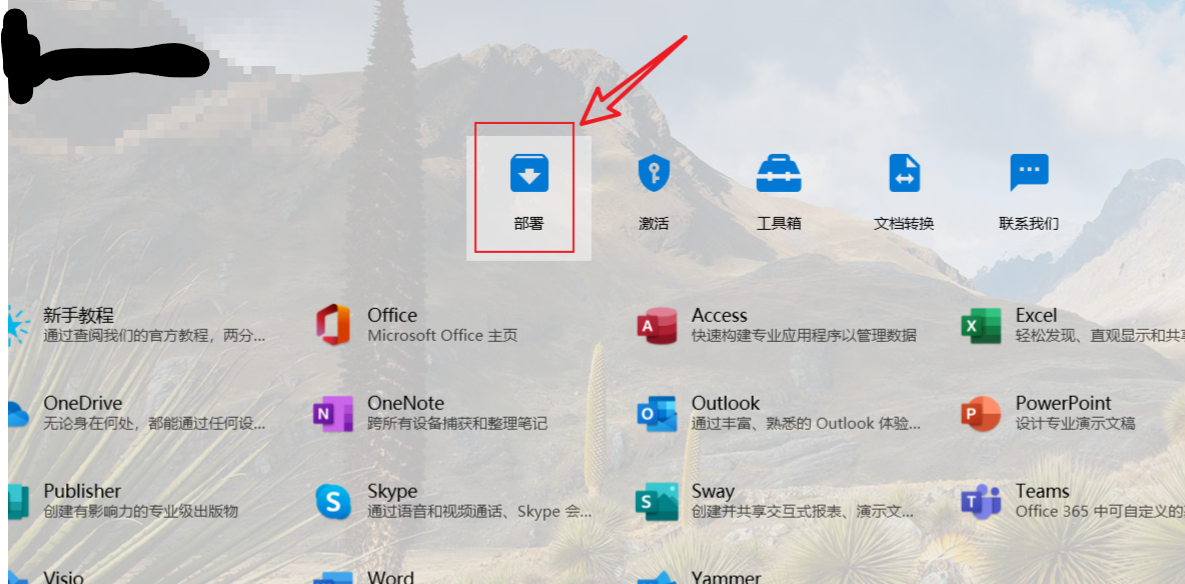 部署
激活
工具箱
文档转换
联系我们
新手教程
通过查阅我们的官方教程，两分...
Office
Microsoft Office 主页
Access
快速构建专业应用程序以管理数据
Excel
轻松发现、直观显示和共享
OneDrive
无论身在何处，都能通过任何设...
OneNote
跨所有设备捕获和整理笔记
Outlook
通过丰富、熟悉的 Outlook 体验...
PowerPoint
设计专业演示文稿
Publisher
创建有影响力的专业级出版物
Skype
通过语音和视频通话、Skype 会...
Sway
创建并共享交互式报表、演示文...
Teams
Office 365 中可自定义的
Visio
Word
Yammer